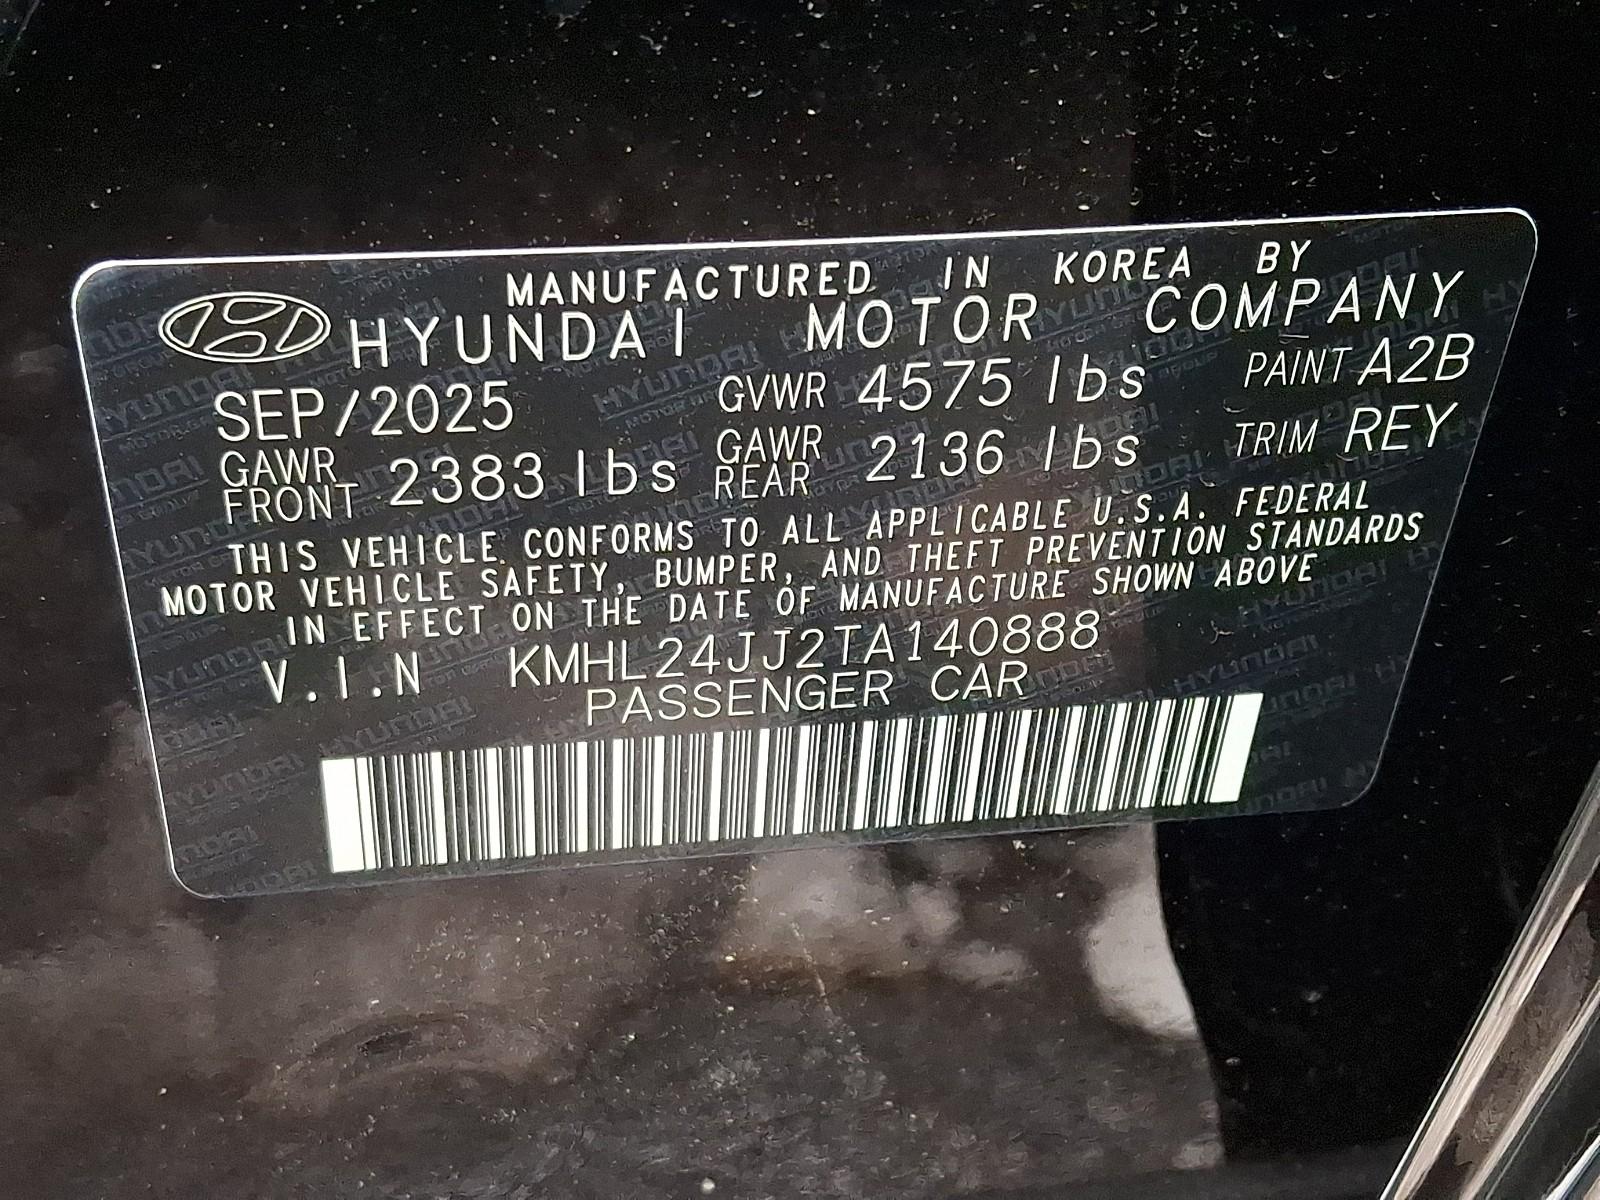 MANUFACTURED IN KOREA BY
HYUNDAI MOTOR COMPANY
SEP/2025 GVWR 4575 lbs PAINT A2B
GAWR FRONT 2383 lbs GAWR REAR 2136 lbs TRIM REY
THIS VEHICLE CONFORMS TO ALL APPLICABLE U.S.A. FEDERAL
MOTOR VEHICLE SAFETY, BUMPER, AND THEFT PREVENTION STANDARDS
IN EFFECT ON THE DATE OF MANUFACTURE SHOWN ABOVE
V.I.N KMHL24JJ2TA140888
PASSENGER CAR